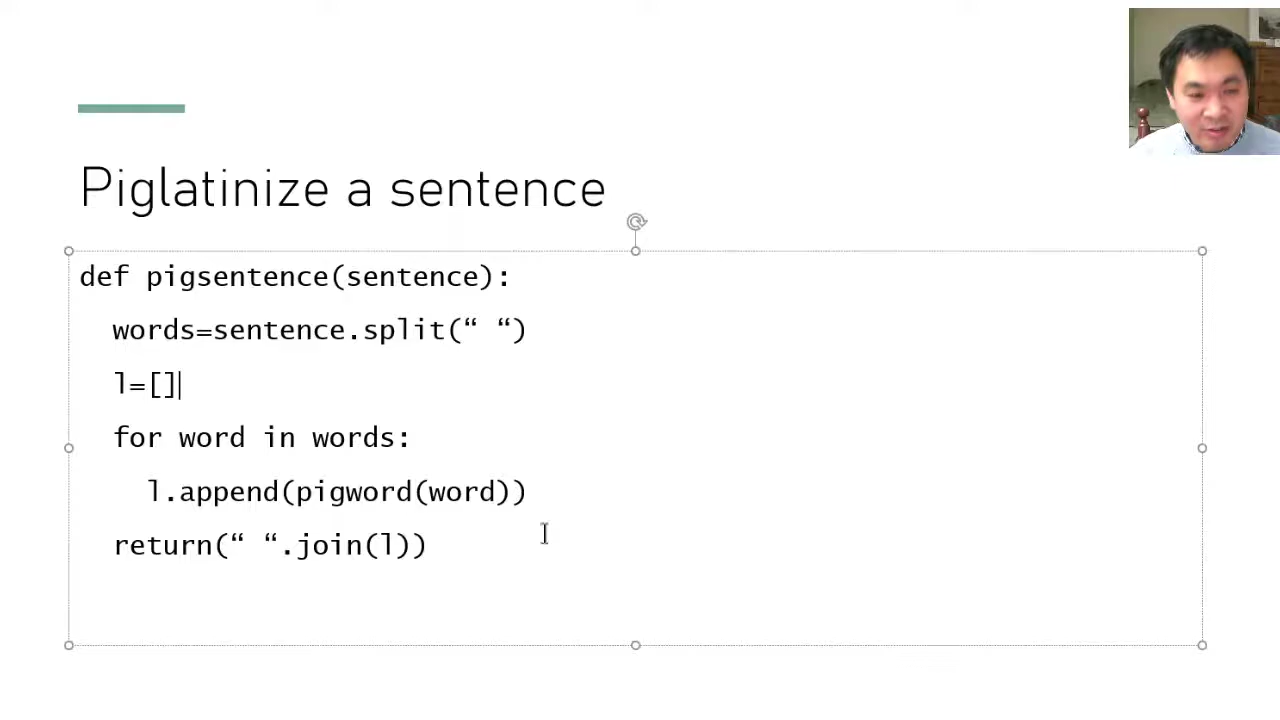 Piglatinize a sentence
def pigsentence(sentence):
words=sentence.split(“ “)
l=[]
for word in words:
l.append(pigword(word))
return(“ “.join(l))